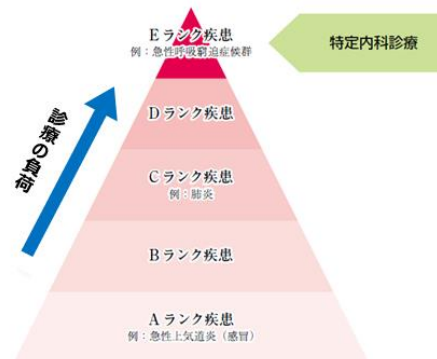 Eランク疾患
例：急性呼吸窮迫症候群
特定内科診療
診療の負荷
Dランク疾患
Cランク疾患
例：肺炎
Bランク疾患
Aランク疾患
例：急性上気道炎（感冒）